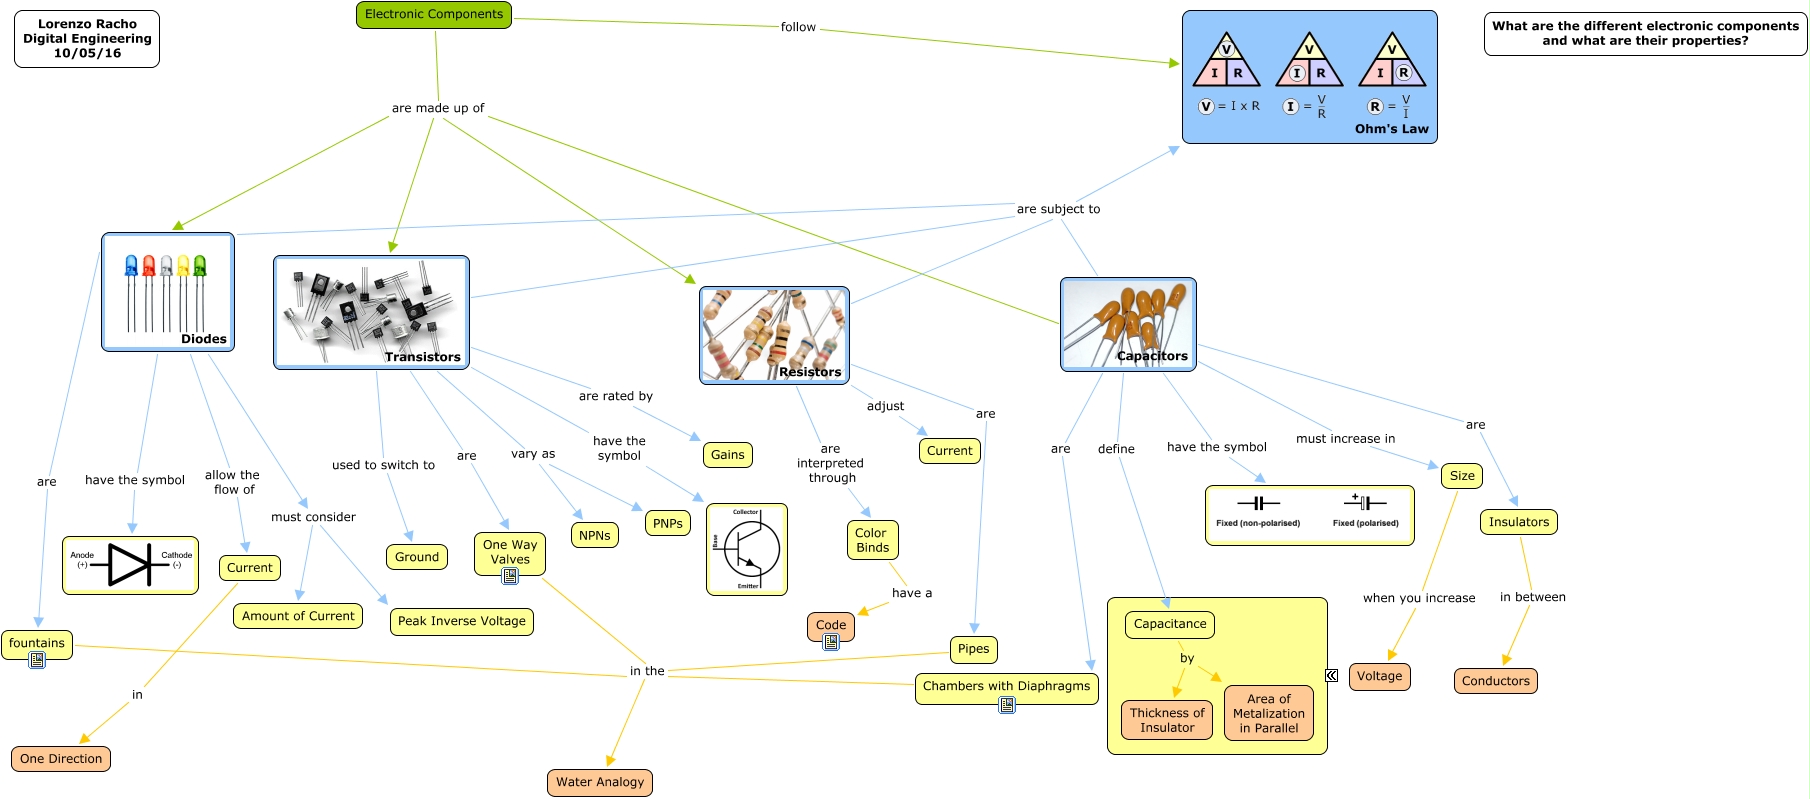 Lorenzo Racho
Digital Engineering
10/05/16
Electronic Components
follow
What are the different electronic components
and what are their properties?
V
I R
V
I R
V
I R
V = I x R
I = V
R
R = V
I
Ohm's Law
are made up of
are subject to
Diodes
Transistors
Resistors
Capacitors
are
have the symbol
allow the
flow of
must consider
used to switch to
are
vary as
have the
symbol
are rated by
are
interpreted
through
adjust
are
are
define
have the symbol
must increase in
are
Gains
Current
Size
Fixed (non-polarised)
+
Fixed (polarised)
Insulators
Anode
(+)
Cathode
(-)
Current
Amount of Current
Peak Inverse Voltage
Ground
One Way
Valves
NPNs
PNPs
Collector
Base
Emitter
Color
Binds
have a
Code
Pipes
fountains
in
One Direction
in the
Water Analogy
Chambers with Diaphragms
Capacitance
by
Thickness of
Insulator
Area of
Metalization
in Parallel
when you increase
Voltage
in between
Conductors